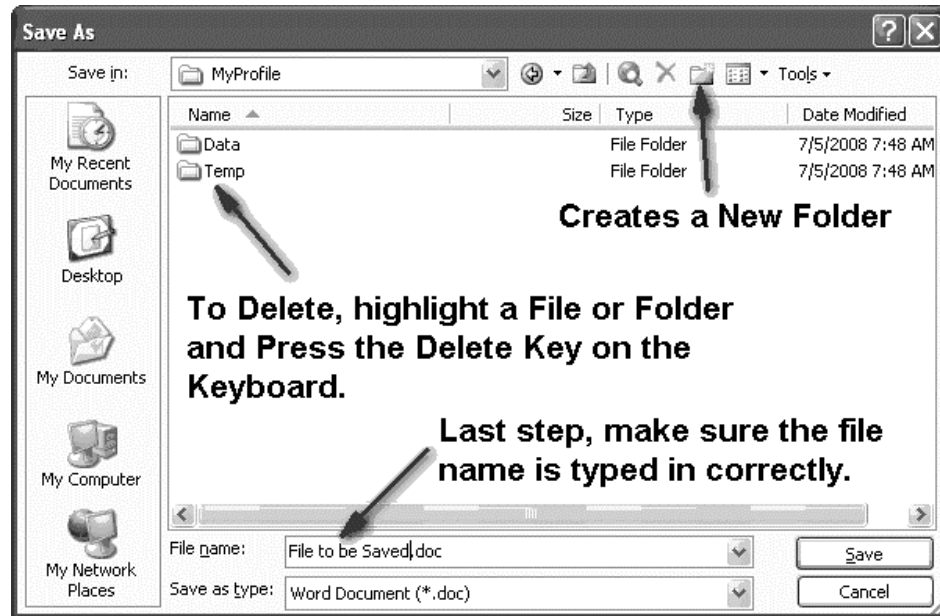 Save As
Save in:
MyProfile
Tools
Name
Size
Type
Date Modified
Data
File Folder
7/5/2008 7:48 AM
Temp
File Folder
7/5/2008 7:48 AM
My Recent
Documents
Desktop
My Documents
My Computer
My Network
Places
Creates a New Folder
To Delete, highlight a File or Folder
and Press the Delete Key on the
Keyboard.
Last step, make sure the file
name is typed in correctly.
File name:
File to be Saved.doc
Save
Save as type:
Word Document (*.doc)
Cancel